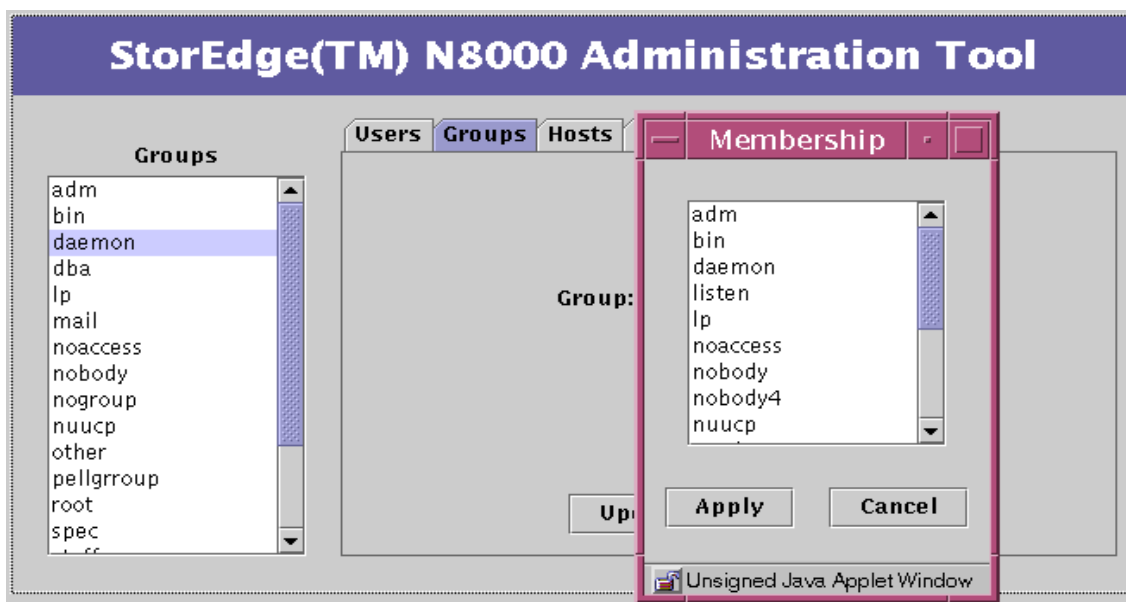 StorEdge(TM) N8000 Administration Tool
Groups
adm
bin
daemon
dba
lp
mail
noaccess
nobody
nogroup
nuucp
other
pellgrroup
root
spec
Users Groups Hosts
Group:
Membership
adm
bin
daemon
listen
lp
noaccess
nobody
nobody4
nuucp
Apply Cancel
Unsigned Java Applet Window